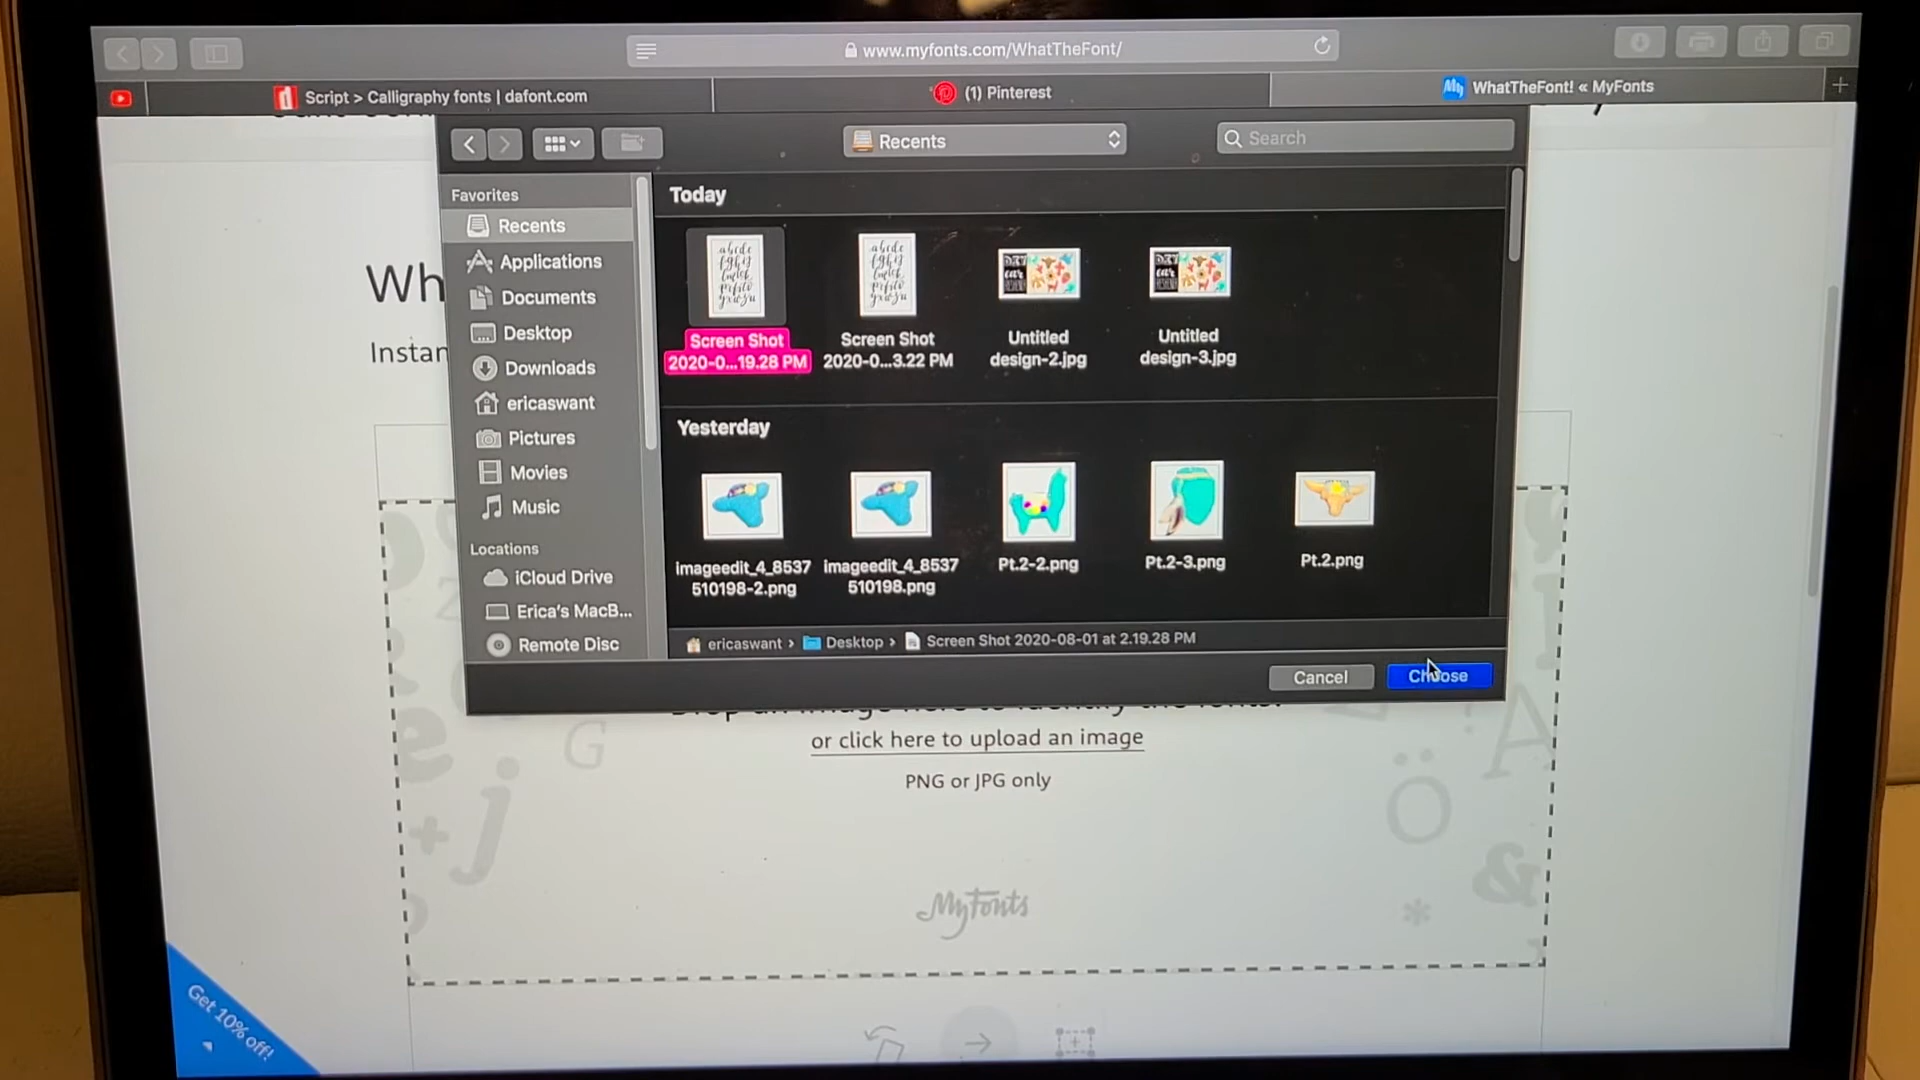 www.myfonts.com/WhatTheFont/
Script > Calligraphy fonts | dafont.com
(1) Pinterest
My
WhatTheFont! « MyFonts
Recents
Search
Favorites
Recents
Applications
Documents
Desktop
Downloads
ericaswant
Pictures
Movies
Music
Locations
iCloud Drive
Erica's MacB...
Remote Disc
Today
Screen Shot
2020-0...19.28 PM
Screen Shot
2020-0...3.22 PM
Untitled
design-2.jpg
Untitled
design-3.jpg
Yesterday
imageedit_4_8537
510198-2.png
imageedit_4_8537
510198.png
Pt.2-2.png
Pt.2-3.png
Pt.2.png
ericaswant › Desktop › Screen Shot 2020-08-01 at 2.19.28 PM
Cancel
Choose
Wh
Instan
or click here to upload an image
PNG or JPG only
MyFonts
G
e
j
+
A
Ö
&
*
Get 10% off!